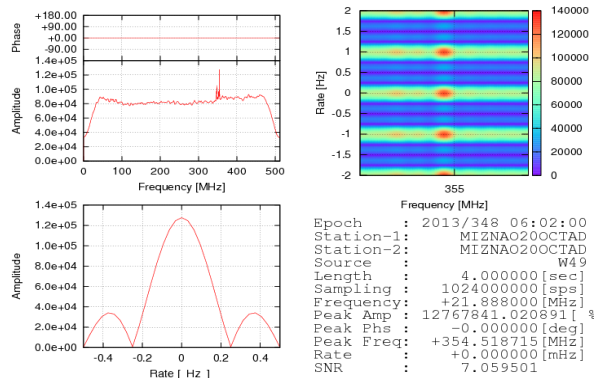 +180.00
+90.00
+0.00
-90.00
Phase
1.4e+05
1.2e+05
1.0e+05
8.0e+04
6.0e+04
4.0e+04
2.0e+04
0.0e+00
Amplitude
0 100 200 300 400 500
Frequency [MHz]
2
1.5
1
0.5
0
-0.5
-1
-1.5
-2
Rate [Hz]
355
Frequency [MHz]
140000
120000
100000
80000
60000
40000
20000
0
1.4e+05
1.2e+05
1.0e+05
8.0e+04
6.0e+04
4.0e+04
2.0e+04
0.0e+00
Amplitude
-0.4 -0.2 0 0.2 0.4
Rate [ Hz ]
Epoch : 2013/348 06:02:00
Station-1: MIZNAO20OCTAD
Station-2: MIZNAO20OCTAD
Source : W49
Length : 4.000000[sec]
Sampling : 1024000000[sps]
Frequency: +21.888000[MHz]
Peak Amp : 12767841.020891[ %
Peak Phs : -0.000000[deg]
Peak Freq: +354.518715[MHz]
Rate : +0.000000[mHz]
SNR : 7.059501